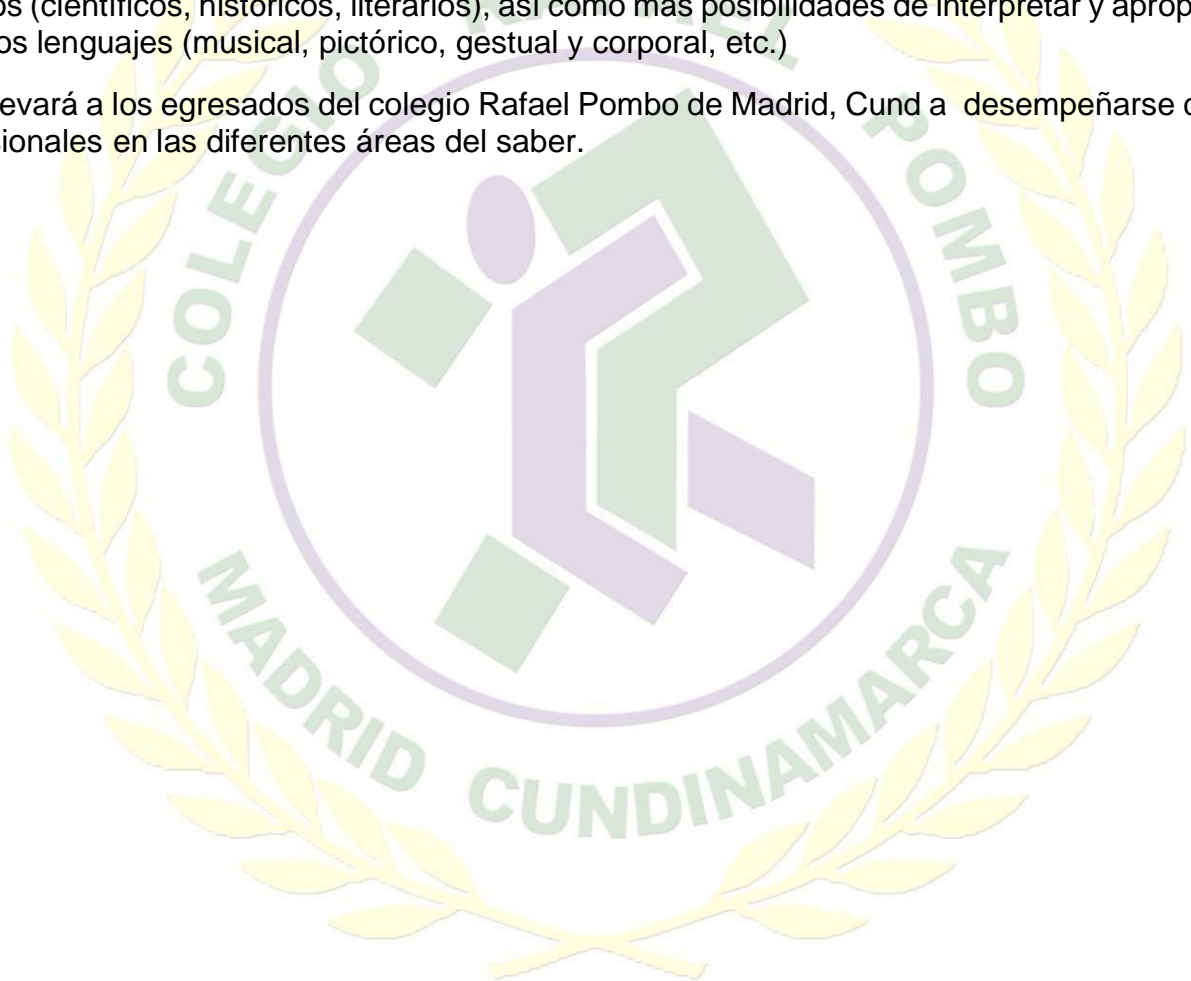 os (científicos, históricos, literarios), así como más posibilidades de interpretar y aprop
os lenguajes (musical, pictórico, gestual y corporal, etc.)
evará a los egresados del colegio Rafael Pombo de Madrid, Cund a desempeñarse
sionales en las diferentes áreas del saber.
COLEGIO
POMBO
MADRID CUNDINAMARCA